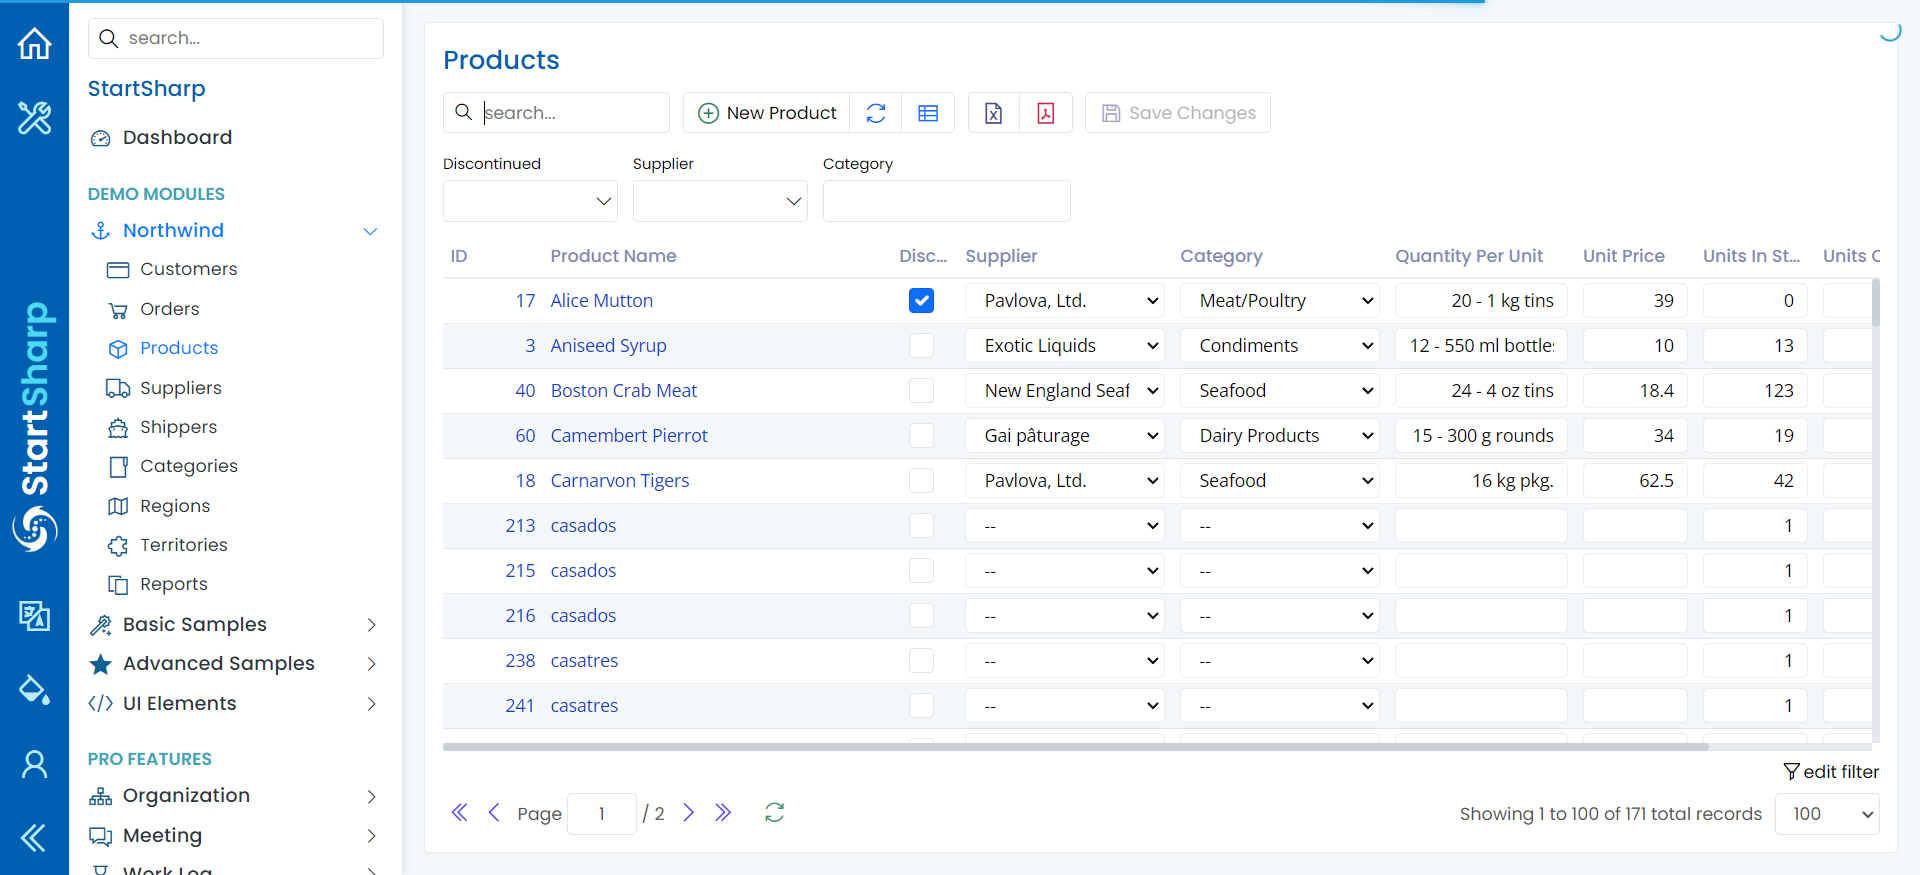 search...
StartSharp
Dashboard
DEMO MODULES
Northwind
Customers
Orders
Products
Suppliers
Shippers
Categories
Regions
Territories
Reports
Basic Samples
Advanced Samples
UI Elements
PRO FEATURES
Organization
Meeting
Work Log
StartSharp
Products
search...
New Product
Save Changes
Discontinued Supplier Category
ID Product Name Disc... Supplier Category Quantity Per Unit Unit Price Units In St... Units
17 Alice Mutton Pavlova, Ltd. Meat/Poultry 20 - 1 kg tins 39 0
3 Aniseed Syrup Exotic Liquids Condiments 12 - 550 ml bottles 10 13
40 Boston Crab Meat New England Seaf Seafood 24 - 4 oz tins 18.4 123
60 Camembert Pierrot Gai pâturage Dairy Products 15 - 300 g rounds 34 19
18 Carnarvon Tigers Pavlova, Ltd. Seafood 16 kg pkg. 62.5 42
213 casados -- -- 1
215 casados -- -- 1
216 casados -- -- 1
238 casatres -- -- 1
241 casatres -- -- 1
edit filter
Page 1 / 2
Showing 1 to 100 of 171 total records 100